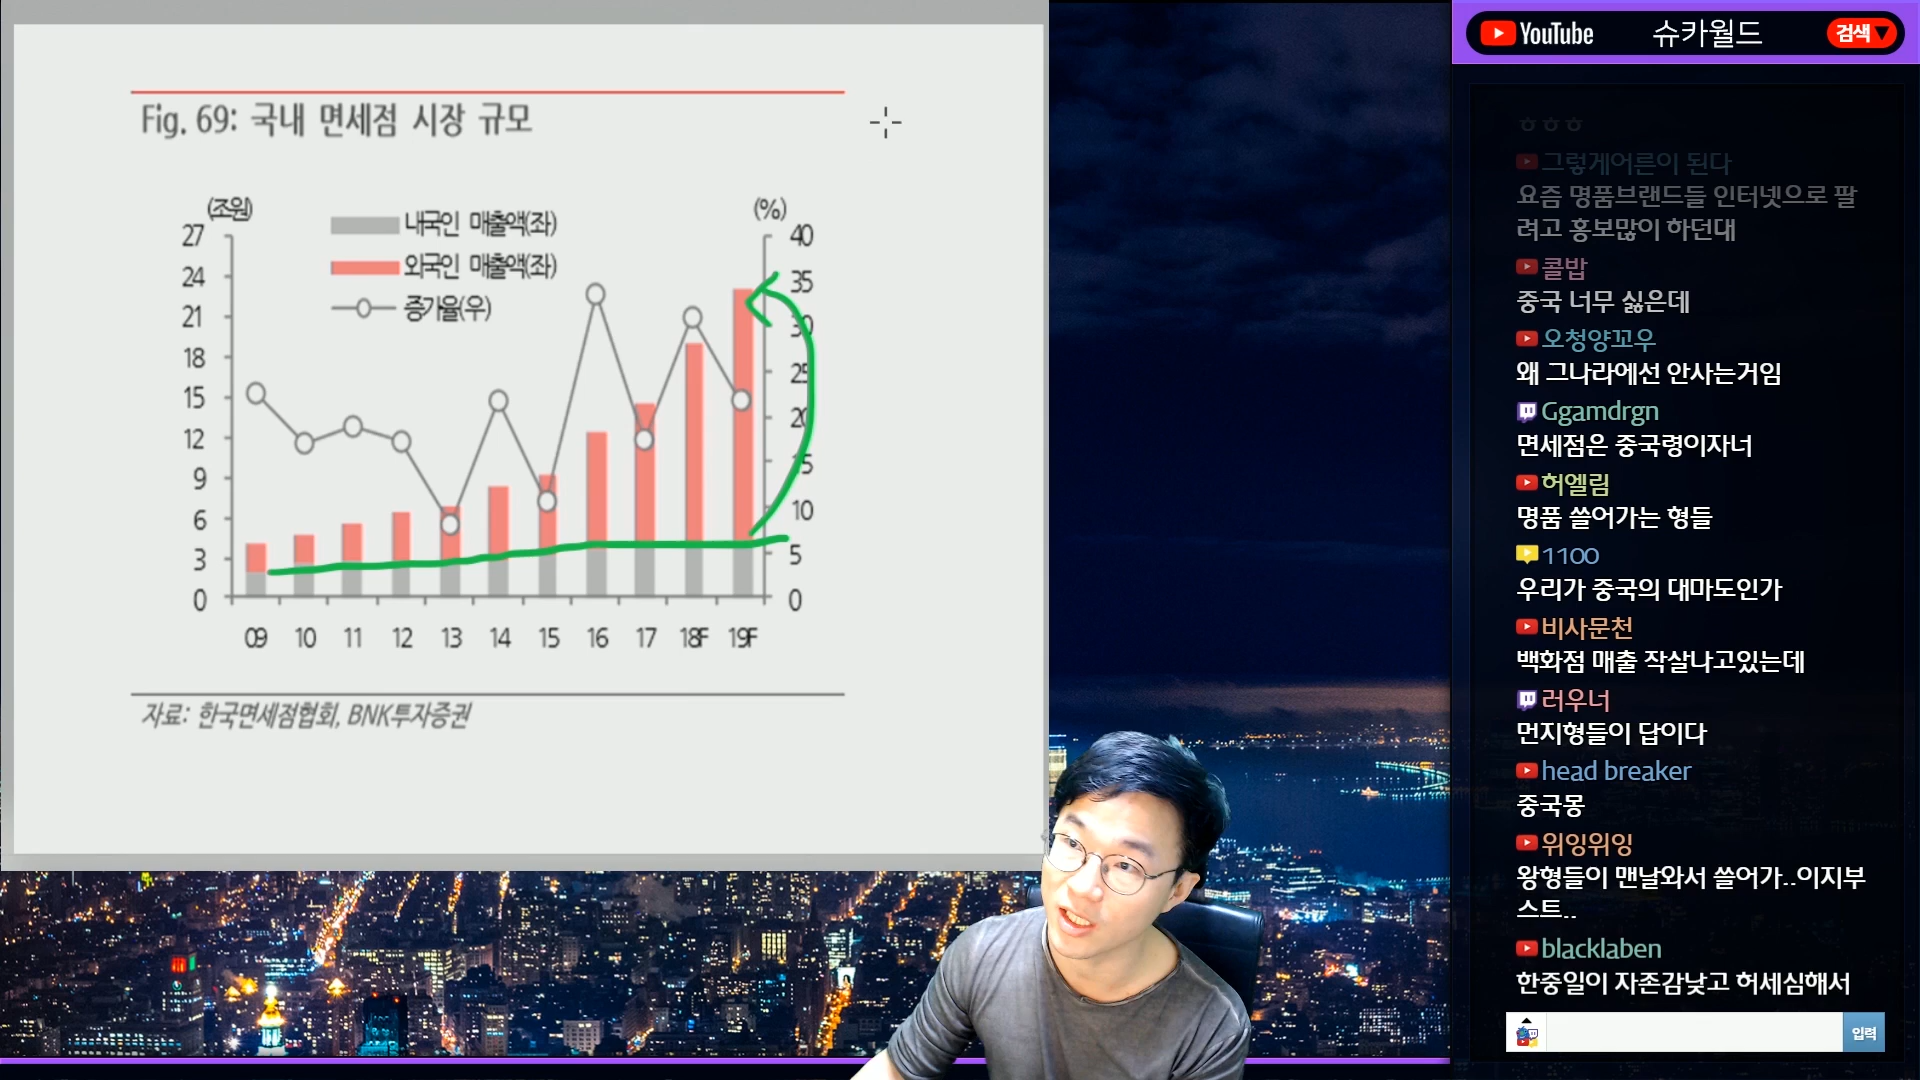 Fig. 69: 국내 면세점 시장 규모
(조원)
(%)
내국인 매출액(좌)
외국인 매출액(좌)
증가율(우)
27
24
21
18
15
12
9
6
3
0
40
35
30
25
20
15
10
5
0
09 10 11 12 13 14 15 16 17 18F 19F
자료: 한국면세점협회, BNK투자증권
YouTube 슈카월드 검색▼
ㅎㅎㅎ
그렇게어른이 된다
요즘 명품브랜드들 인터넷으로 팔
려고 홍보많이 하던대
콜밥
중국 너무 싫은데
오청양꼬우
왜 그나라에선 안사는거임
Ggamdrgn
면세점은 중국령이자너
허엘림
명품 쓸어가는 형들
1100
우리가 중국의 대마도인가
비사문천
백화점 매출 작살나고있는데
러우너
먼지형들이 답이다
head breaker
중국몽
위잉위잉
왕형들이 맨날와서 쓸어가..이지부
스트..
blacklaben
한중일이 자존감낮고 허세심해서
입력